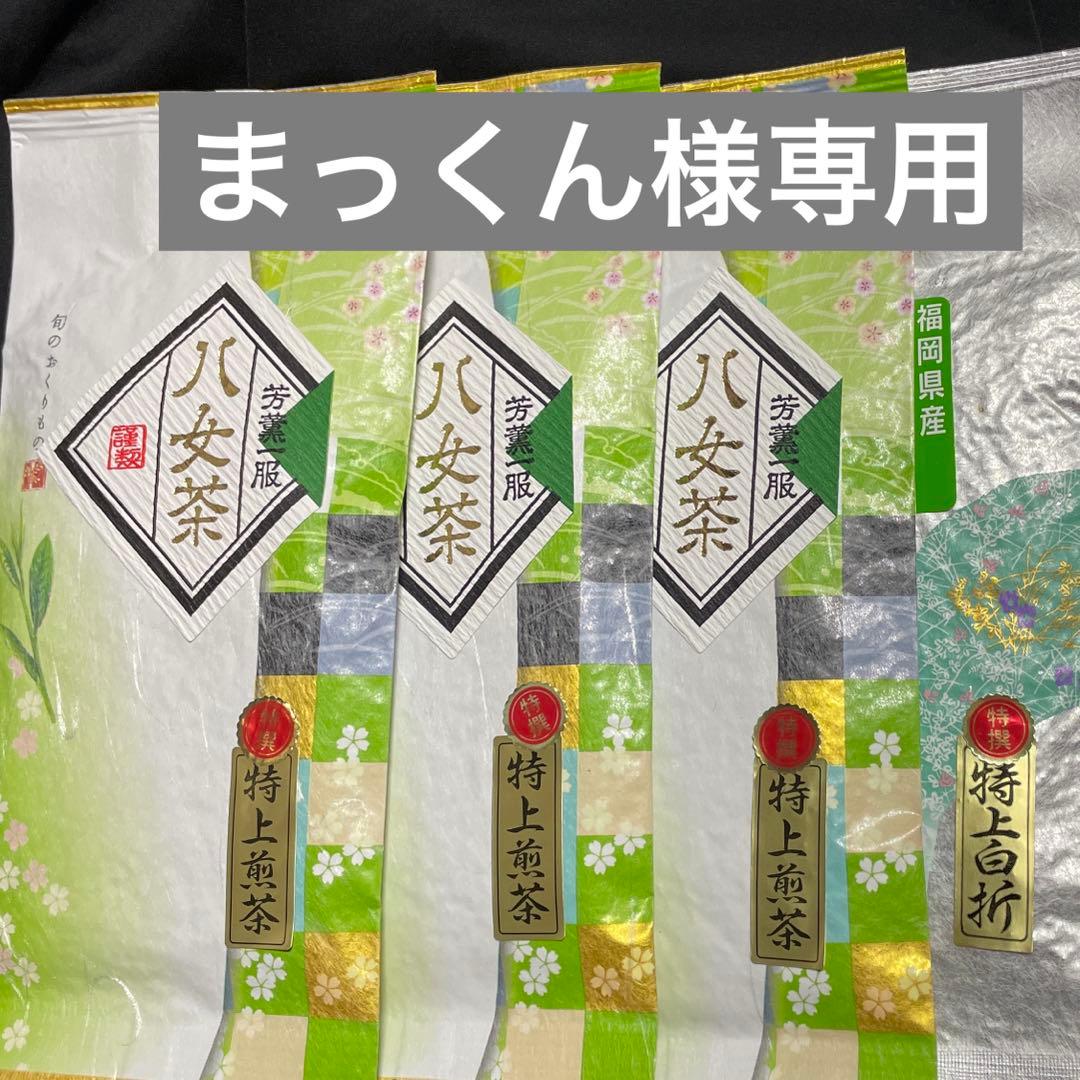 まっくん様専用
旬のおくりもの
八女茶
芳薫一服
謹製
特撰
特上煎茶
八女茶
芳薫一服
特撰
特上煎茶
八女茶
芳薫一服
特撰
特上煎茶
福岡県産
特撰
特上白折